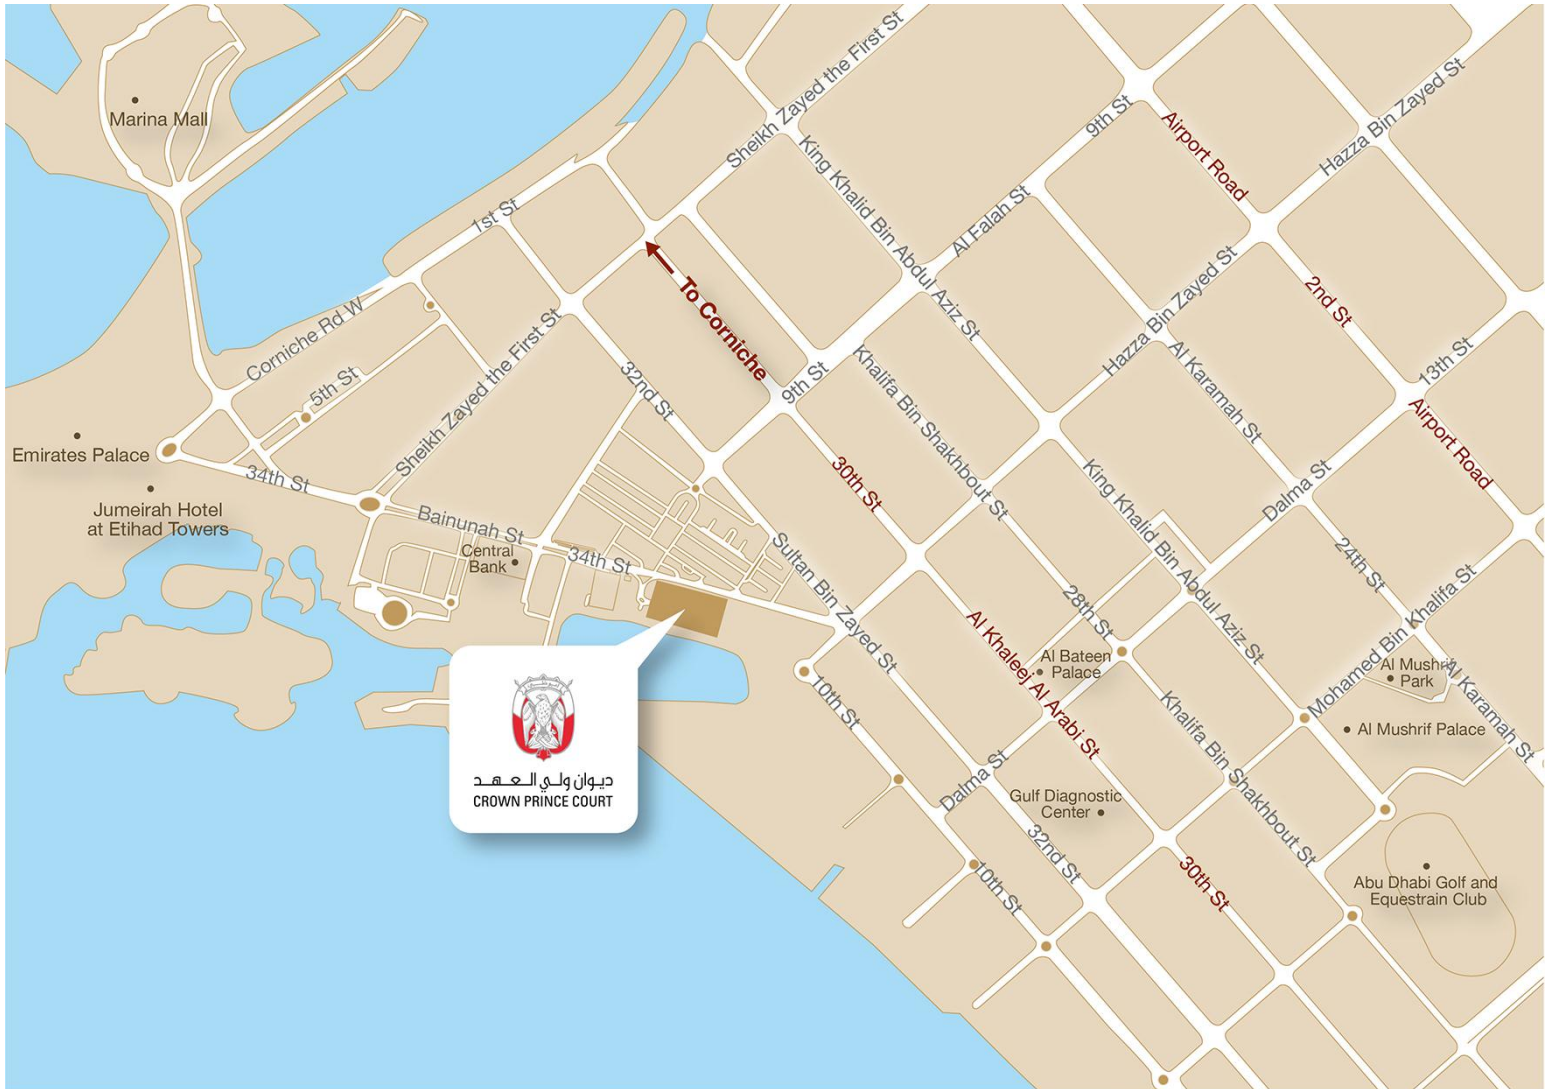 Marina Mall
Sheikh Zayed the First St
9th St
Airport Road
Hazza Bin Zayed St
King Khalid Bin Abdul Aziz St
Al Falah St
1st St
To Corniche
Hazza Bin Zayed St
2nd St
Corniche Rd W
5th St
Sheikh Zayed the First St
32nd St
9th St
Khalifa Bin Shakhbout St
Al Karamah St
13th St
Airport Road
Emirates Palace
34th St
Jumeirah Hotel
at Etihad Towers
Bainunah St
Central
Bank
34th St
30th St
King Khalid Bin Abdul Aziz St
Dalma St
24th St
Sultan Bin Zayed St
28th St
Mohamed Bin Khalifa St
Al Khaleej Al Arabi St
Al Bateen
Palace
Al Mushrif
Park
Al Karamah St
Al Mushrif Palace
10th St
Khalifa Bin Shakhbout St
Dalma St
Gulf Diagnostic
Center
32nd St
10th St
30th St
Abu Dhabi Golf and
Equestrain Club
ديوان ولي العهد
CROWN PRINCE COURT